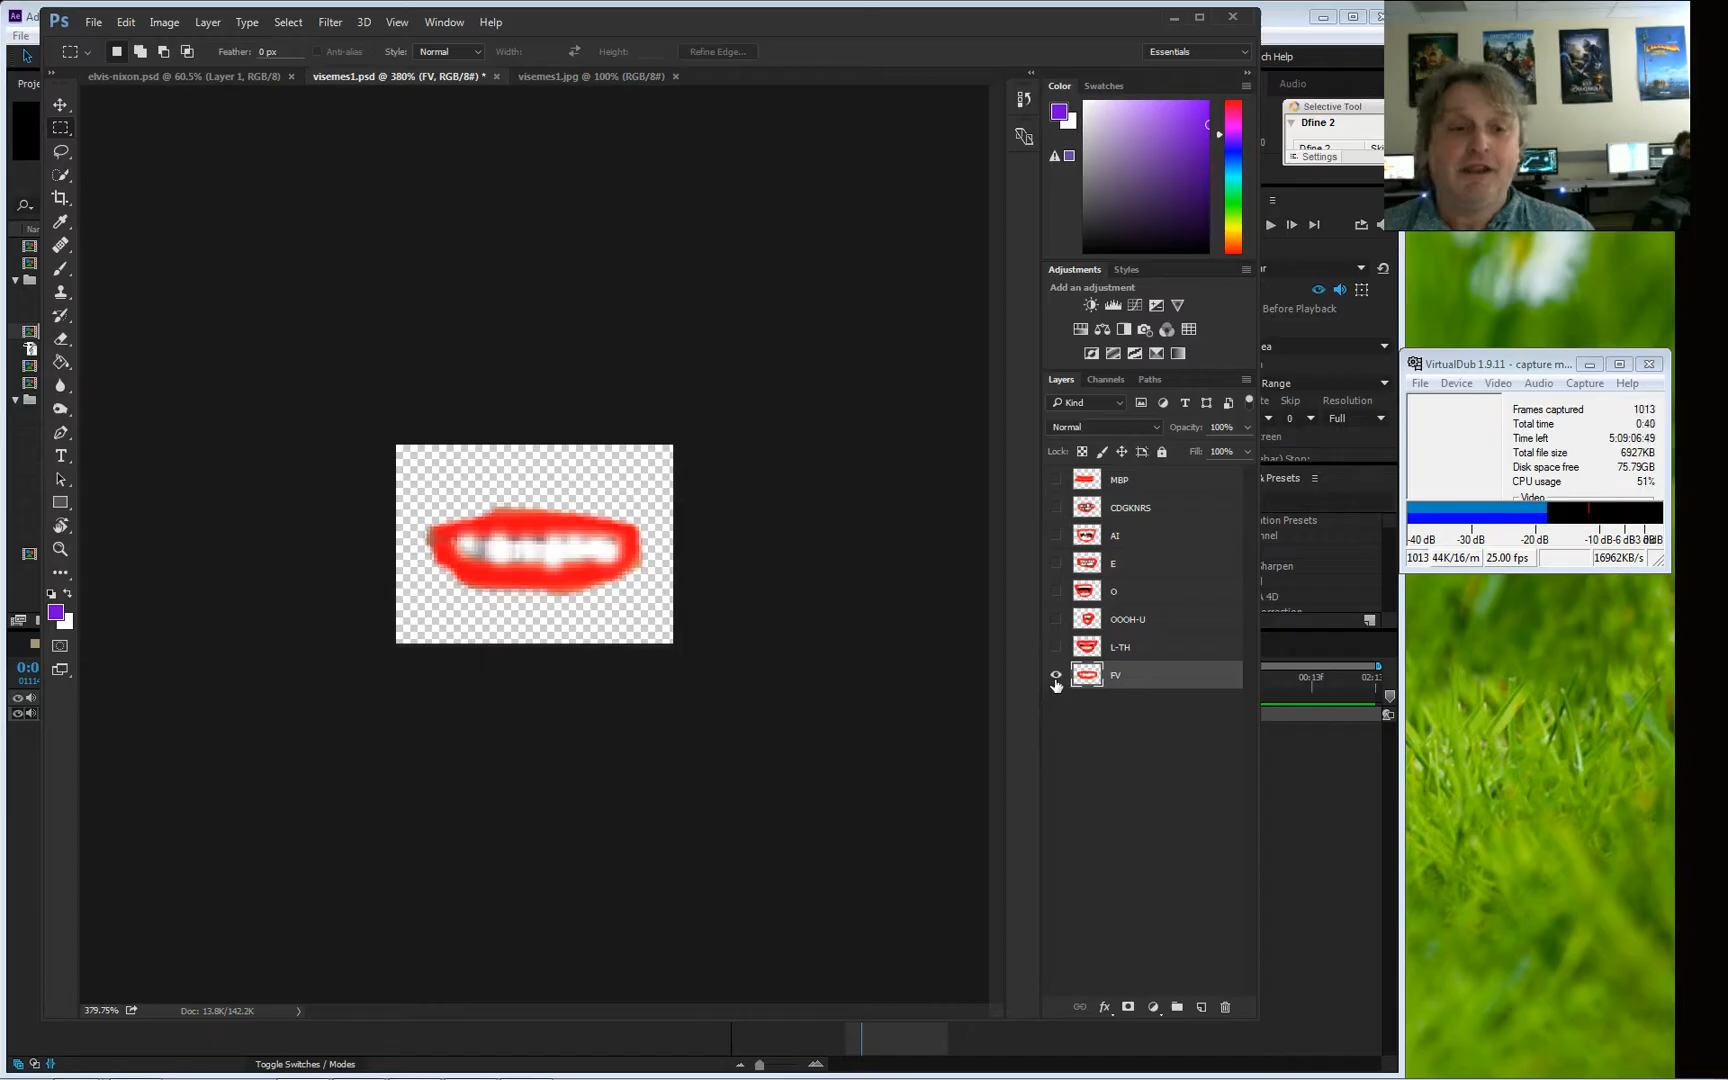 Ps File Edit Image Layer Type Select Filter 3D View Window Help
File
Feather: 0 px Anti-alias Style: Normal Width: Height: Refine Edge... Essentials
elvis-nixon.psd @ 60.5% (Layer 1, RGB/8) visemes1.psd @ 380% (FV, RGB/8#) * visemes1.jpg @ 100% (RGB/8#)
Color Swatches
Adjustments Styles
Add an adjustment
Layers Channels Paths
Kind
Normal Opacity: 100%
Lock: Fill: 100%
MBP
CDGKNRS
AI
E
O
OOOH-U
L-TH
FV
379.75% Doc: 13.8K/142.2K
Toggle Switches / Modes
Audio
Selective Tool
Dfine 2
Settings
Before Playback
Range
Skip Resolution
0 Full
00:13f
VirtualDub 1.9.11 - capture m...
File Device Video Audio Capture Help
Frames captured 1013
Total time 0:40
Time left 5:09:06:49
Total file size 6927KB
Disk space free 75.79GB
CPU usage 51%
Video
-40 dB -30 dB -20 dB
1013 44K/16/m 25.00 fps 16962KB/s